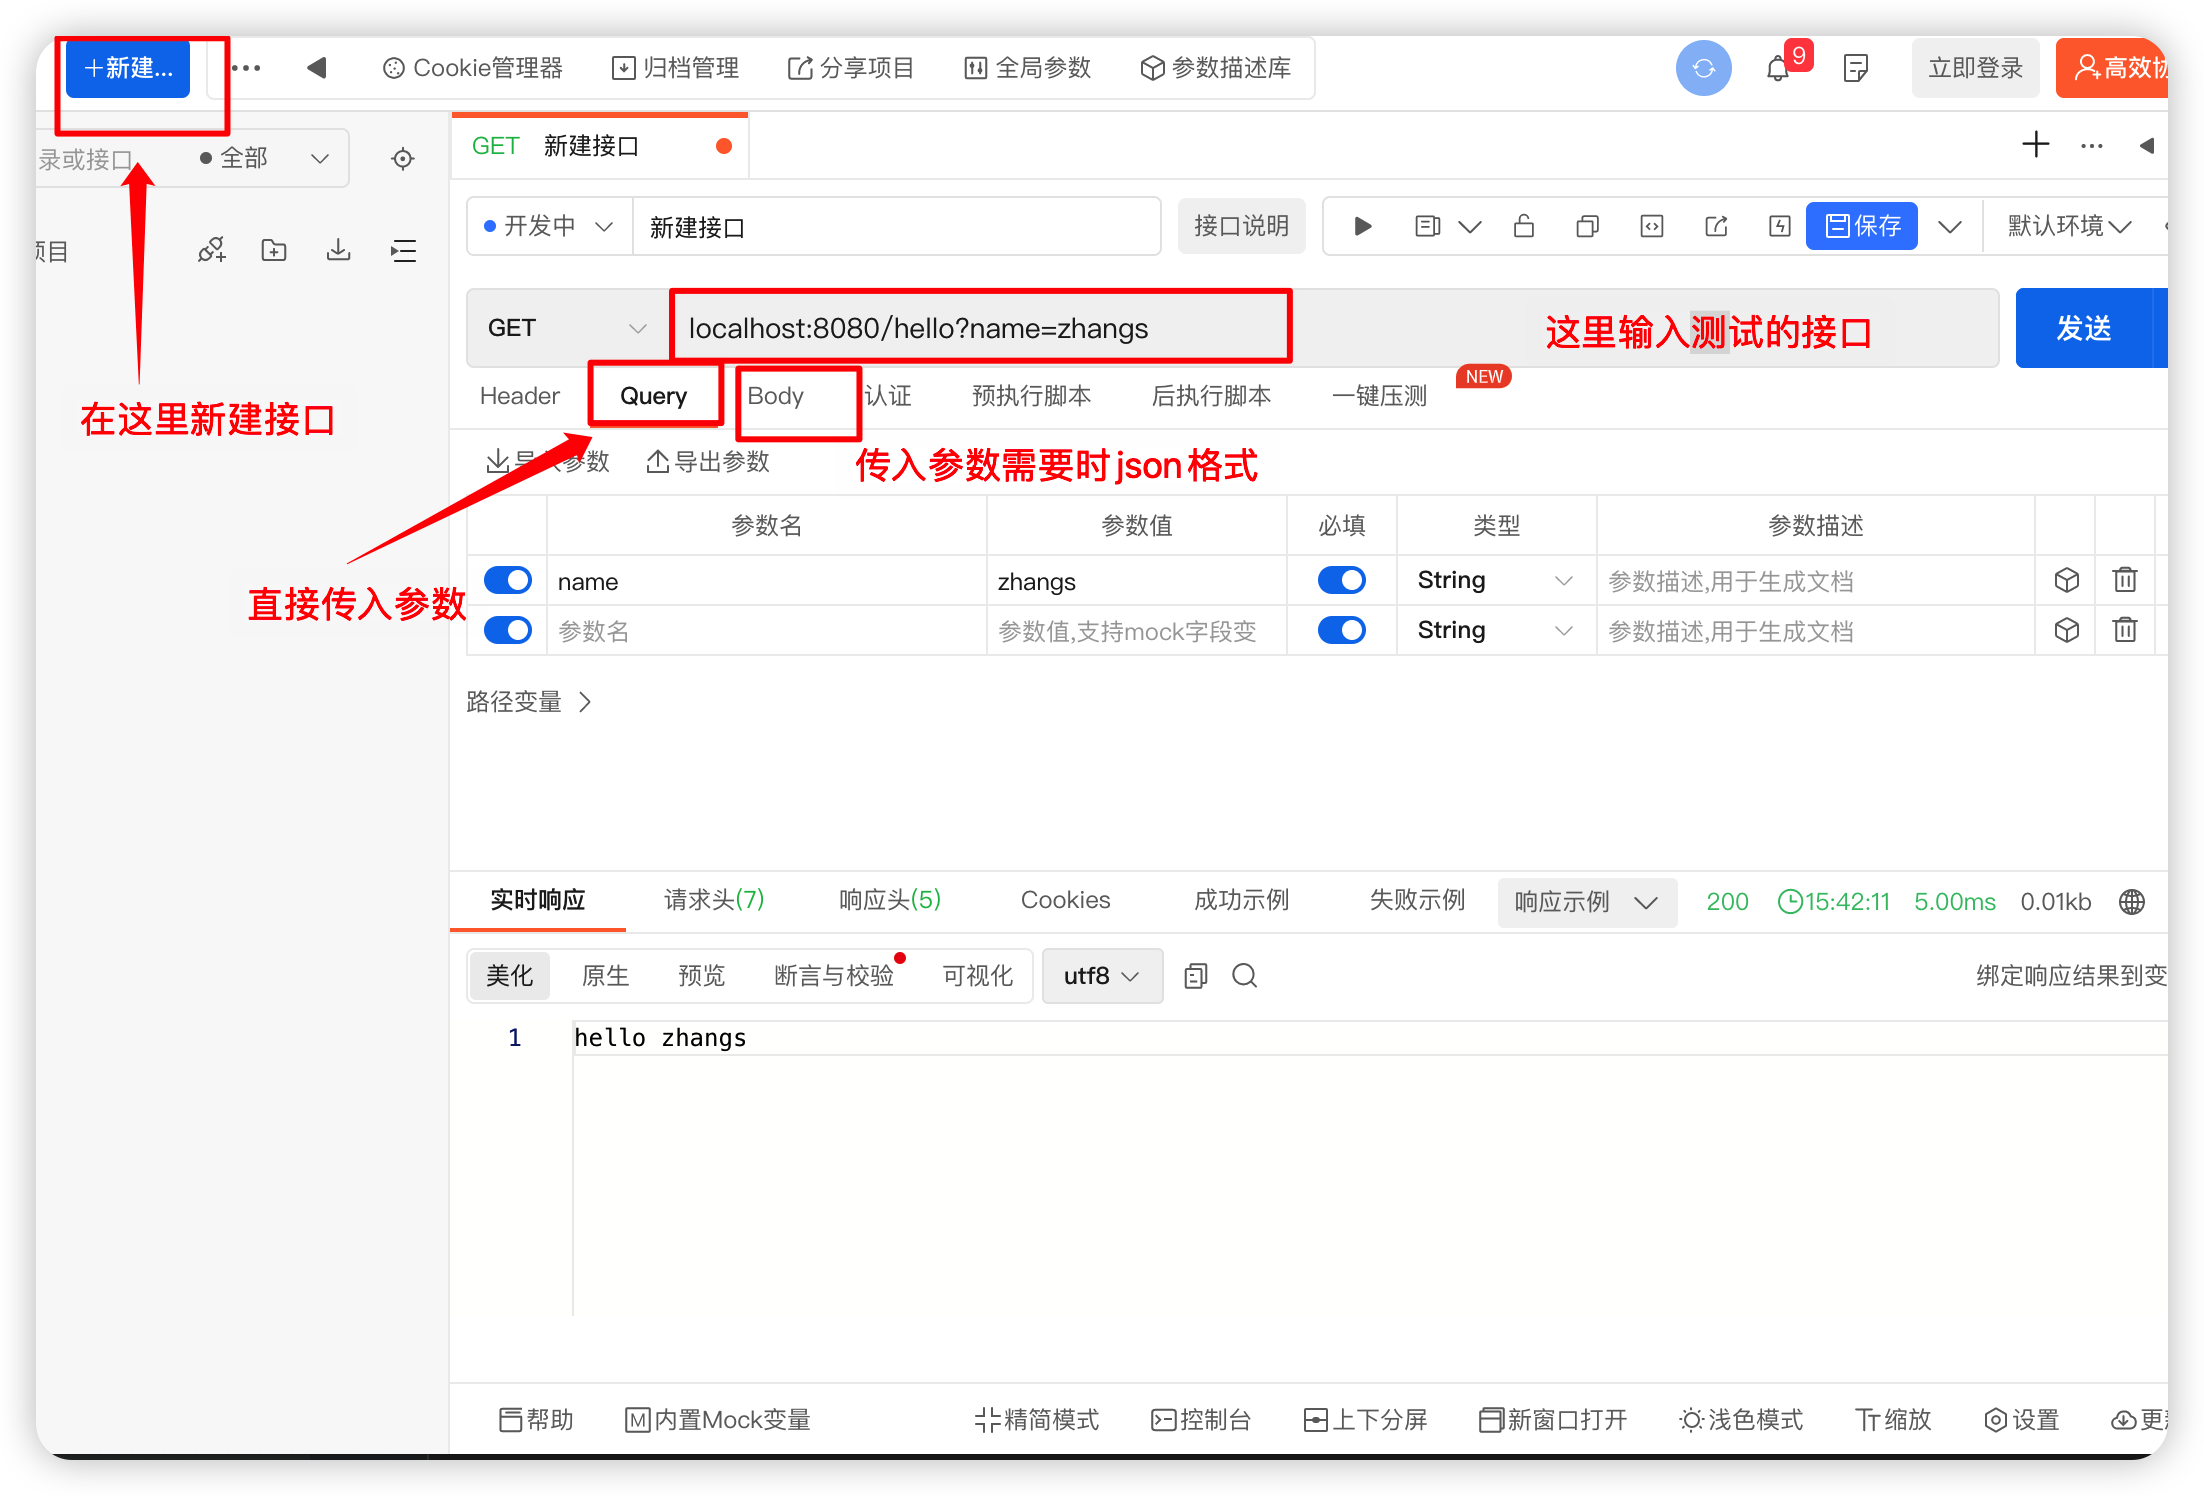 +新建...
Cookie管理器
归档管理
分享项目
全局参数
参数描述库
9
立即登录
高效协
录或接口
全部
GET 新建接口
项目
开发中
新建接口
接口说明
保存
默认环境
GET
localhost:8080/hello?name=zhangs
这里输入测试的接口
发送
Header
Query
Body
认证
预执行脚本
后执行脚本
一键压测
NEW
在这里新建接口
导入参数
导出参数
传入参数需要时json格式
参数名
参数值
必填
类型
参数描述
name
zhangs
String
参数描述,用于生成文档
直接传入参数
参数名
参数值,支持mock字段变
String
参数描述,用于生成文档
路径变量
实时响应
请求头(7)
响应头(5)
Cookies
成功示例
失败示例
响应示例
200
15:42:11
5.00ms
0.01kb
美化
原生
预览
断言与校验
可视化
utf8
绑定响应结果到变
1
hello zhangs
帮助
内置Mock变量
精简模式
控制台
上下分屏
新窗口打开
浅色模式
缩放
设置
更新